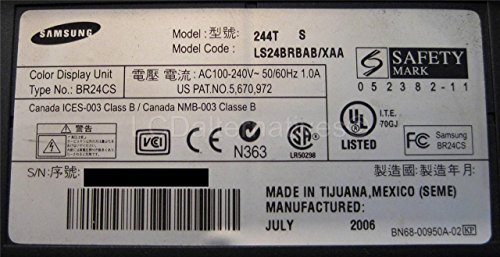 SAMSUNG
Model: 型號: 244T S
Model Code: LS24BRBAB/XAA
Color Display Unit
Type No.: BR24CS
電壓 電流: AC100-240V~ 50/60Hz 1.0A
US PAT.NO.5,670,972
SAFETY
MARK
052382-11
Canada ICES-003 Class B / Canada NMB-003 Classe B
警告
VCCI
N363
LR50298
UL
LISTED
I.T.E.
70GJ
FC
Samsung
BR24CS
S/N: 序號:
製造國: 製造年月:
MADE IN TIJUANA,MEXICO (SEME)
MANUFACTURED:
JULY 2006
BN68-00950A-02 KP
LCDalternatives